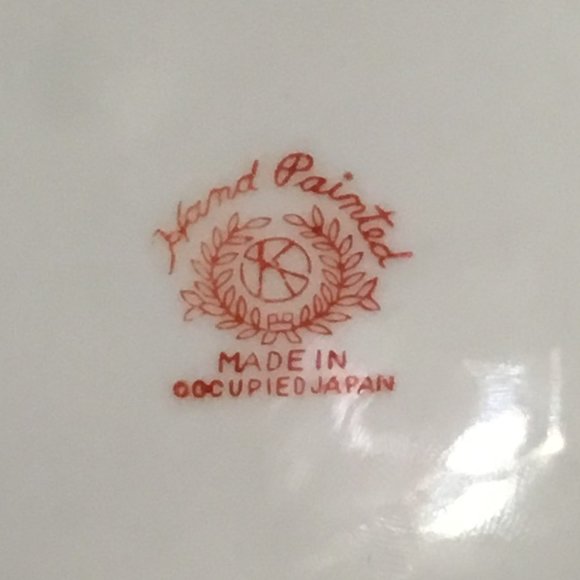 Hand Painted
K
MADE IN
OCCUPIED JAPAN